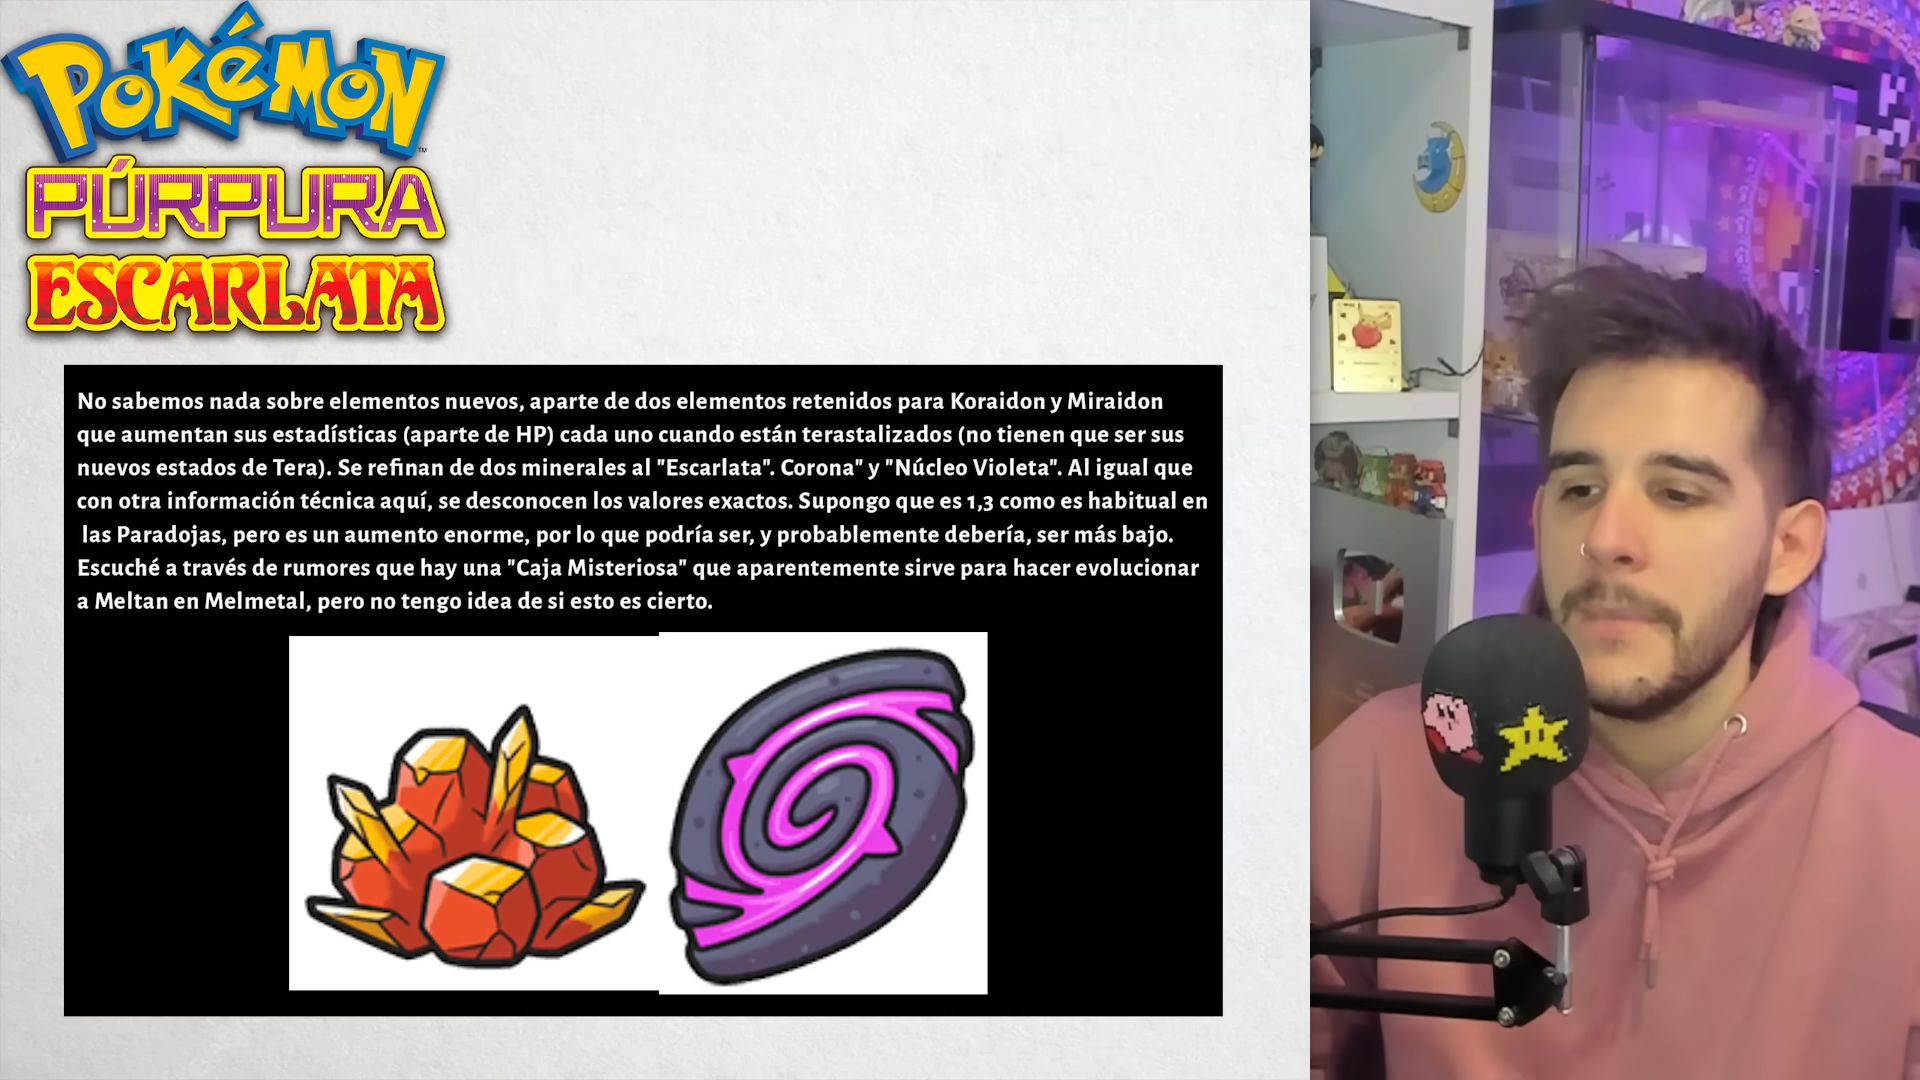 POKÉMON
TM
PÚRPURA
ESCARLATA
No sabemos nada sobre elementos nuevos, aparte de dos elementos retenidos para Koraidon y Miraidon
que aumentan sus estadísticas (aparte de HP) cada uno cuando están terastalizados (no tienen que ser sus
nuevos estados de Tera). Se refinan de dos minerales al "Escarlata". Corona" y "Núcleo Violeta". Al igual que
con otra información técnica aquí, se desconocen los valores exactos. Supongo que es 1,3 como es habitual en
las Paradojas, pero es un aumento enorme, por lo que podría ser, y probablemente debería, ser más bajo.
Escuché a través de rumores que hay una "Caja Misteriosa" que aparentemente sirve para hacer evolucionar
a Meltan en Melmetal, pero no tengo idea de si esto es cierto.